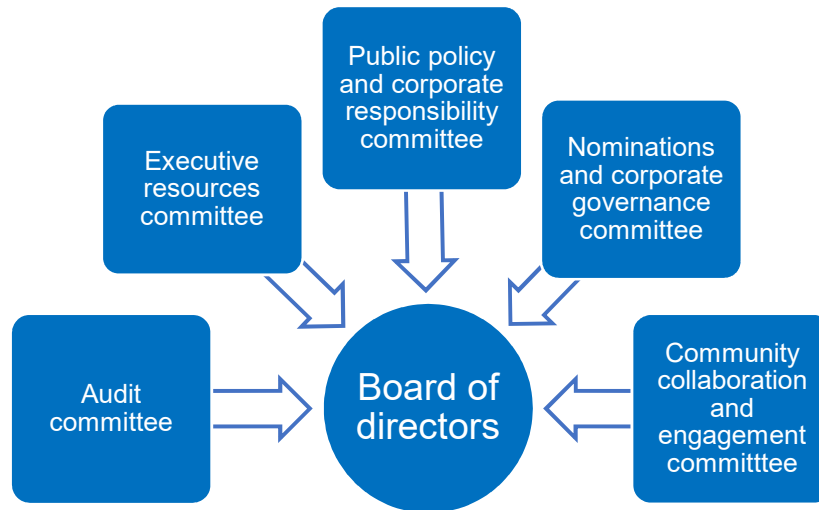 Public policy
and corporate
responsibility
committee
Executive
resources
committee
Nominations
and corporate
governance
committee
Audit
committee
Board of
directors
Community
collaboration
and
engagement
committtee